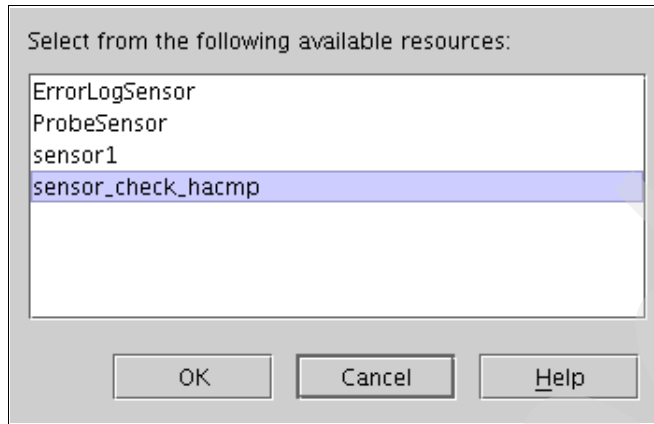 Select from the following available resources:
ErrorLogSensor
ProbeSensor
sensor1
sensor_check_hacmp
OK
Cancel
Help